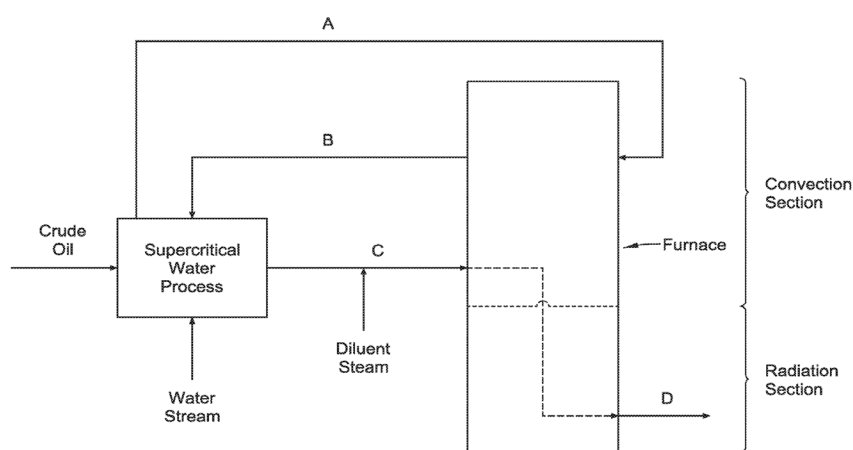 A
B
Convection
Section
Crude
Oil
Supercritical
Water
Process
C
Furnace
Diluent
Steam
Radiation
Section
Water
Stream
D